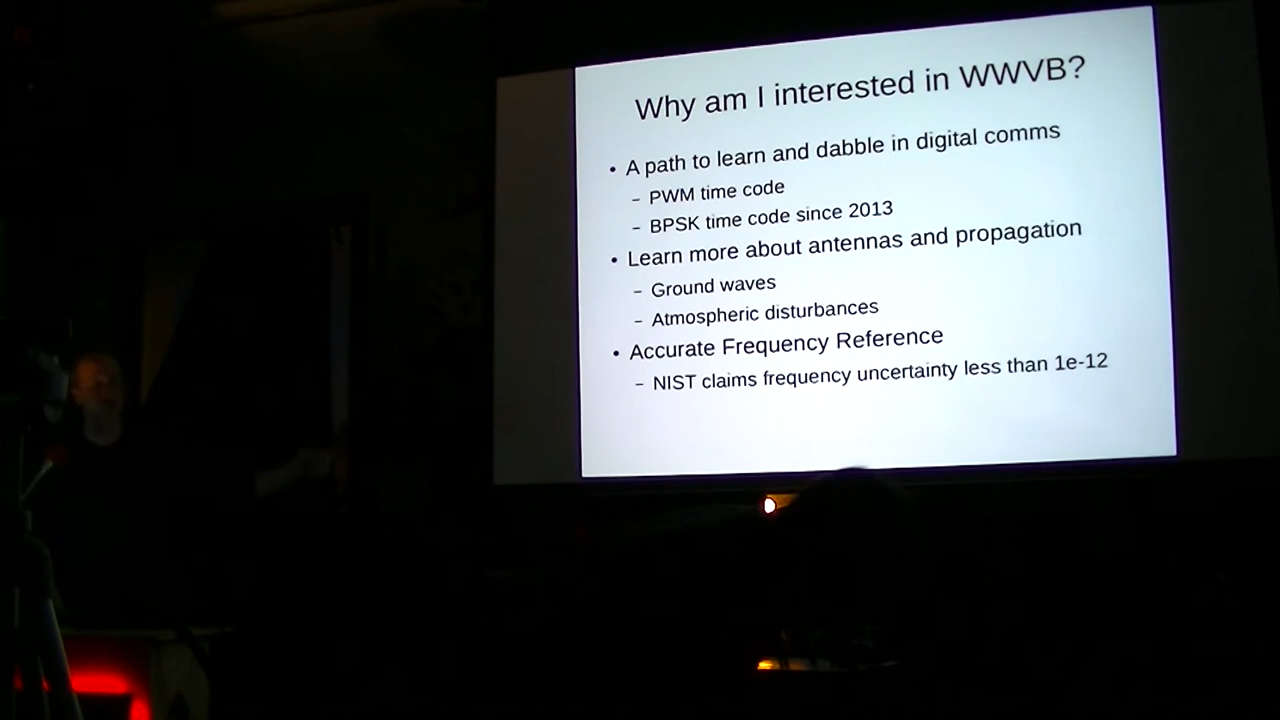 Why am I interested in WWVB?
• A path to learn and dabble in digital comms
– PWM time code
– BPSK time code since 2013
• Learn more about antennas and propagation
– Ground waves
– Atmospheric disturbances
• Accurate Frequency Reference
– NIST claims frequency uncertainty less than 1e-12